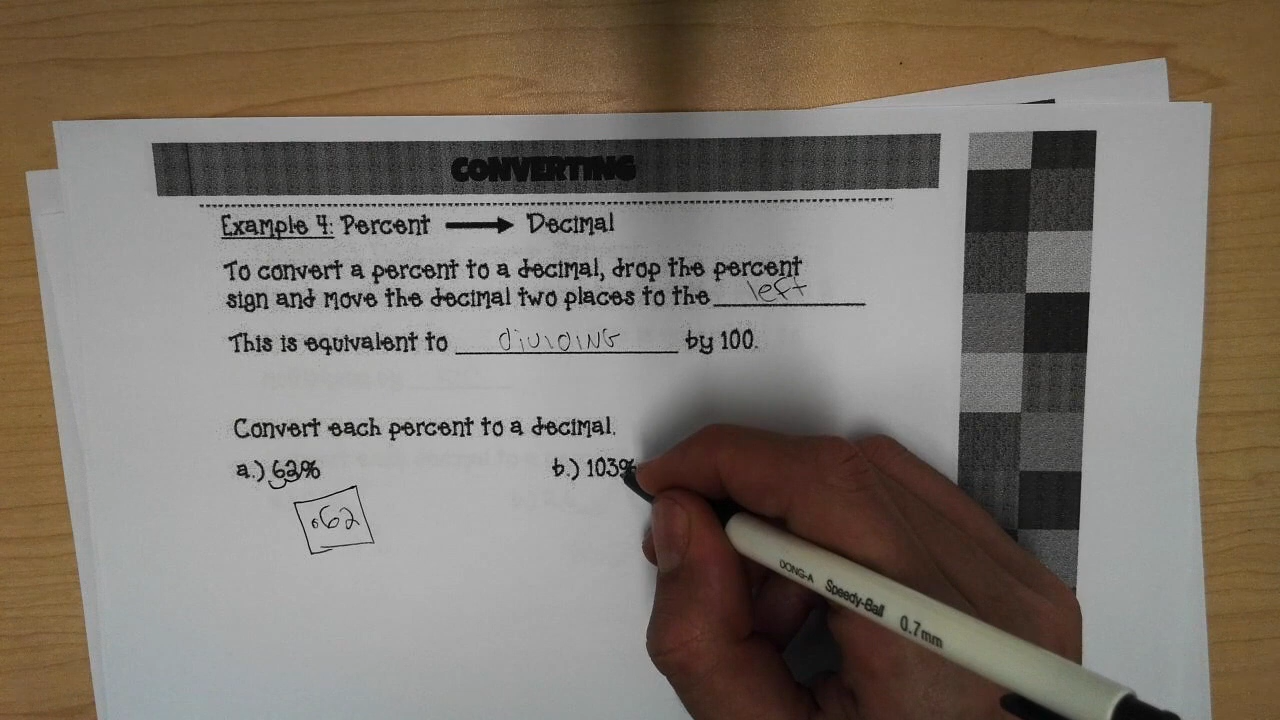 CONVERTING
Example 4: Percent → Decimal
To convert a percent to a decimal, drop the percent
sign and move the decimal two places to the left
This is equivalent to diviDING by 100.
Convert each percent to a decimal.
a.) 62% b.) 103%
.62
DONG-A Speedy-Ball 0.7mm